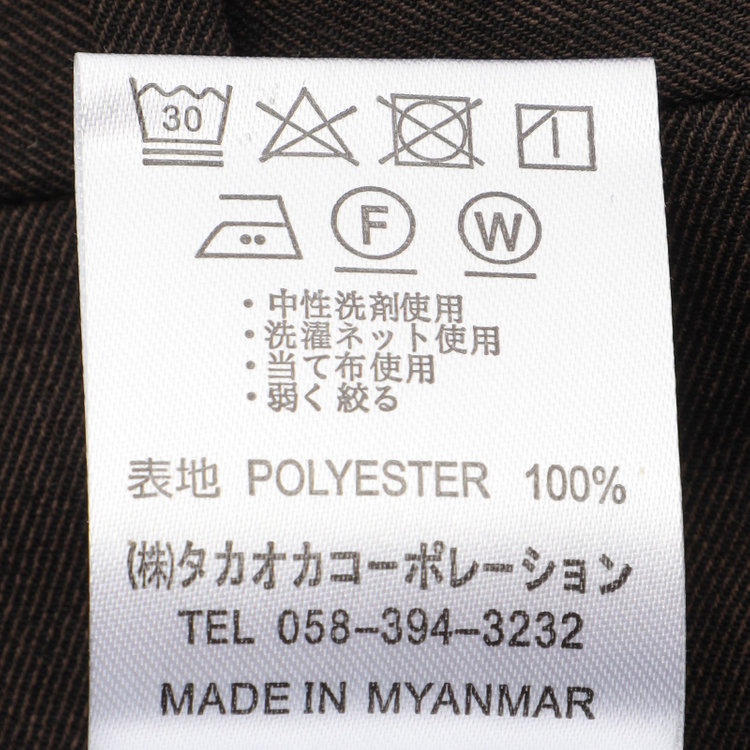 30
F W
・中性洗剤使用
・洗濯ネット使用
・当て布使用
・弱く絞る
表地 POLYESTER 100%
(株)タカオカコーポレーション
TEL 058-394-3232
MADE IN MYANMAR